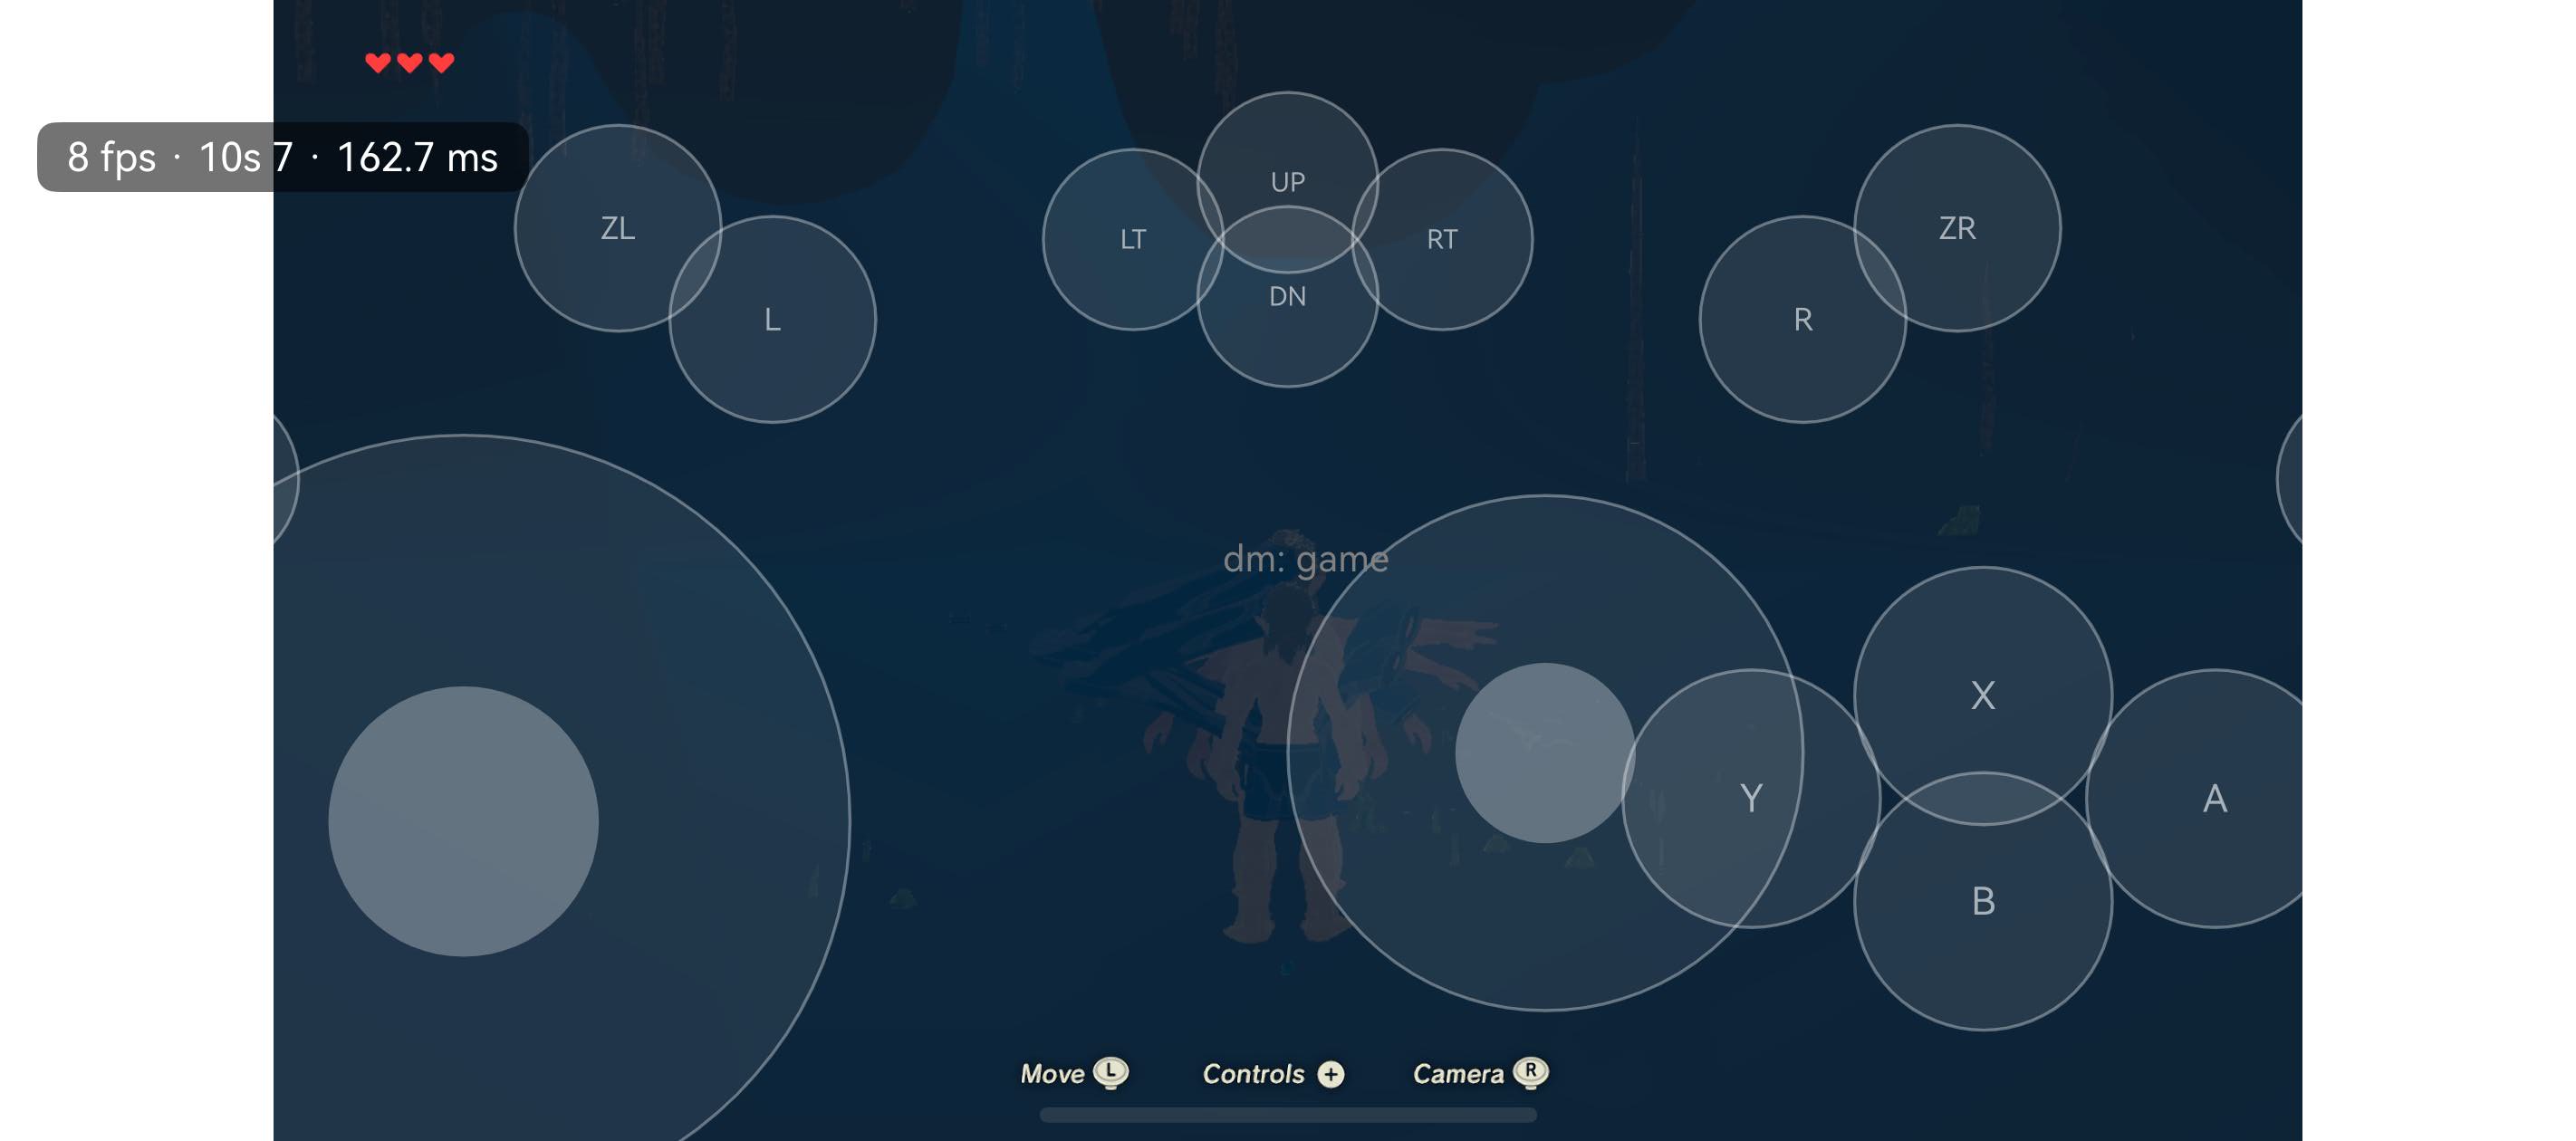 8 fps · 10s 7 · 162.7 ms
UP
ZL
ZR
LT
RT
DN
L
R
dm: game
X
Y
A
B
Move L
Controls +
Camera R